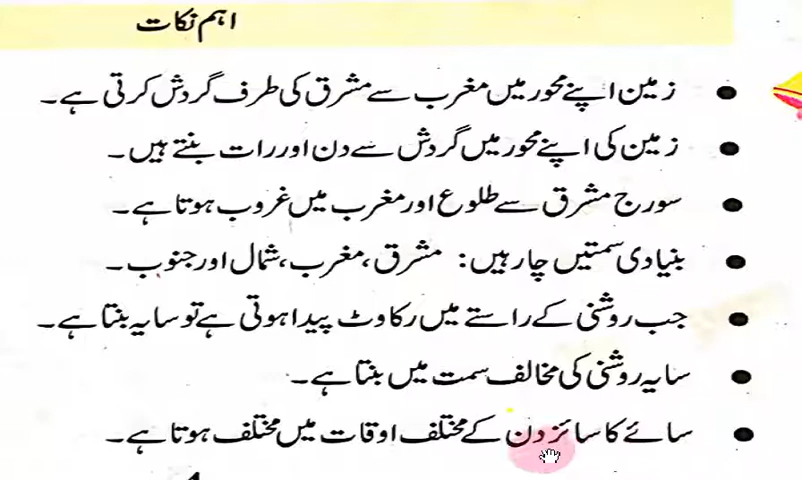 اہم نکات
زمین اپنے محور میں مغرب سے مشرق کی طرف گردش کرتی ہے۔
زمین کی اپنے محور میں گردش سے دن اور رات بنتے ہیں۔
سورج مشرق سے طلوع اور مغرب میں غروب ہوتا ہے۔
بنیادی سمتیں چار ہیں: مشرق، مغرب، شمال اور جنوب۔
جب روشنی کے راستے میں رکاوٹ پیدا ہوتی ہے تو سایہ بنتا ہے۔
سایہ روشنی کی مخالف سمت میں بنتا ہے۔
سائے کا سائز دن کے مختلف اوقات میں مختلف ہوتا ہے۔